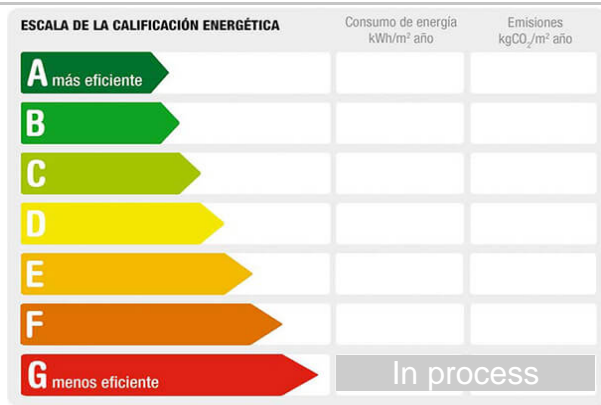 ESCALA DE LA CALIFICACIÓN ENERGÉTICA
Consumo de energía
kWh/m² año
Emisiones
kgCO₂/m² año
A más eficiente
B
C
D
E
F
G menos eficiente
In process